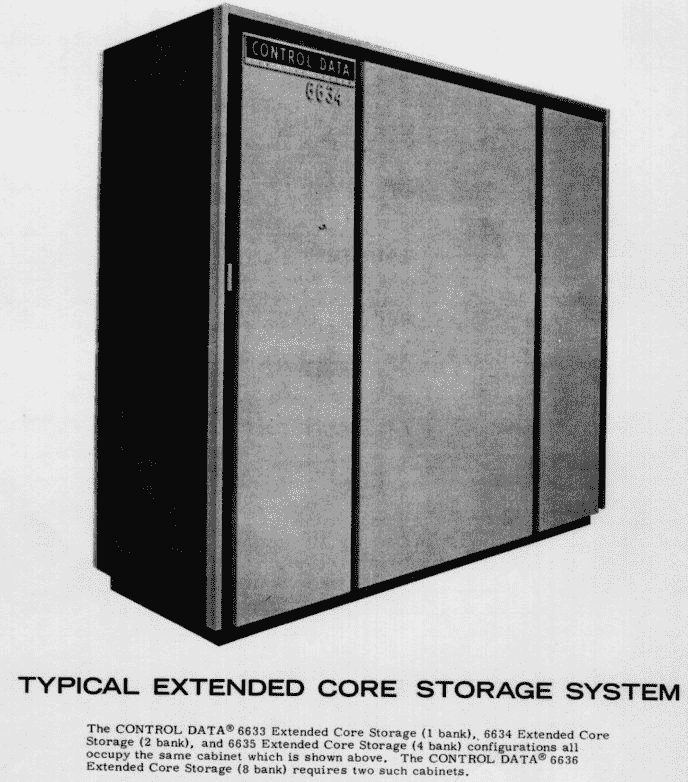 CONTROL DATA
6634
TYPICAL EXTENDED CORE STORAGE SYSTEM
The CONTROL DATA® 6633 Extended Core Storage (1 bank), 6634 Extended Core
Storage (2 bank), and 6635 Extended Core Storage (4 bank) configurations all
occupy the same cabinet which is shown above. The CONTROL DATA® 6636
Extended Core Storage (8 bank) requires two such cabinets.